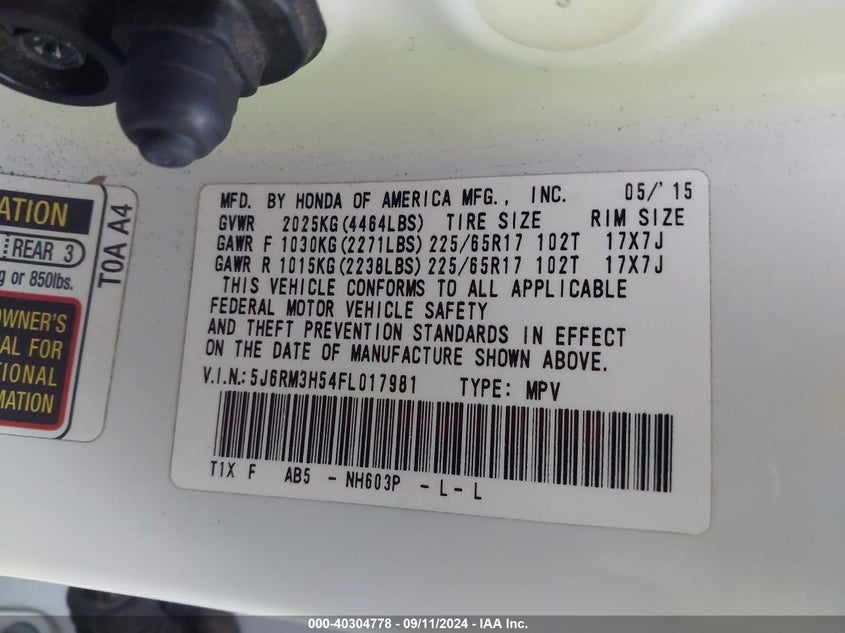 ATION
REAR 3
g or 850lbs.
OWNER'S
AL FOR
TIONAL
MATION
T0A A4
MFD. BY HONDA OF AMERICA MFG., INC. 05/'15
GVWR 2025KG(4464LBS) TIRE SIZE RIM SIZE
GAWR F 1030KG(2271LBS) 225/65R17 102T 17X7J
GAWR R 1015KG(2238LBS) 225/65R17 102T 17X7J
THIS VEHICLE CONFORMS TO ALL APPLICABLE
FEDERAL MOTOR VEHICLE SAFETY
AND THEFT PREVENTION STANDARDS IN EFFECT
ON THE DATE OF MANUFACTURE SHOWN ABOVE.
V.I.N.: 5J6RM3H54FL017981 TYPE: MPV
T1X F AB5 - NH603P - L - L
000-40304778 - 09/11/2024 - IAA Inc.